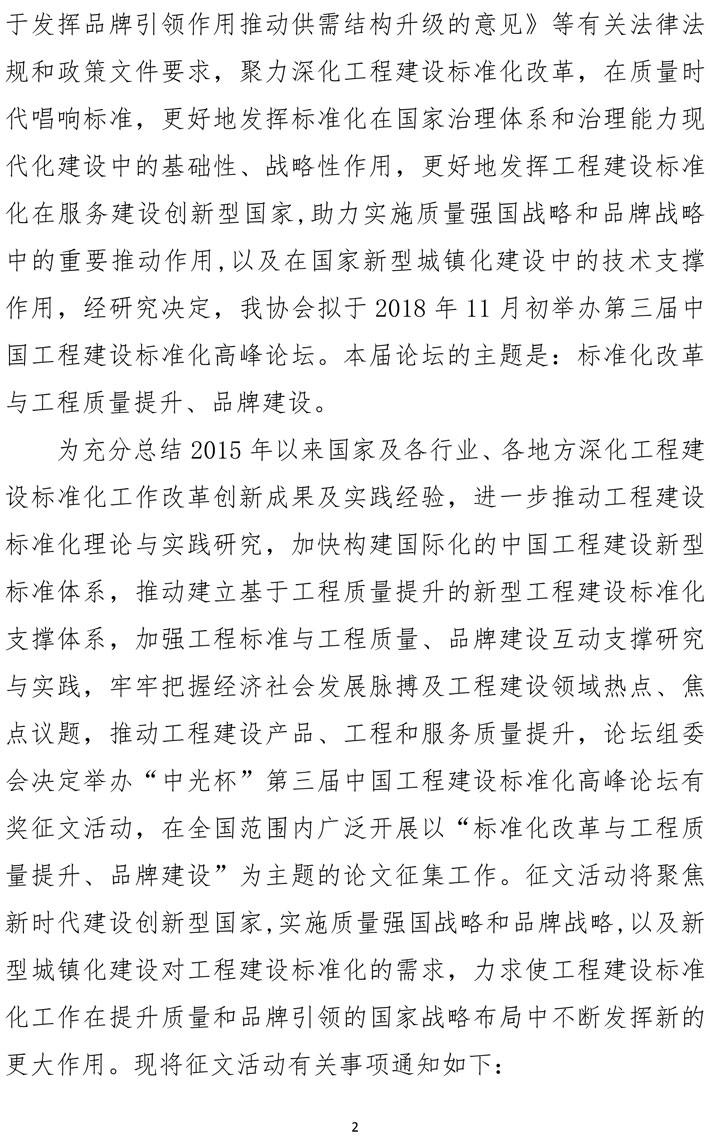 于发挥品牌引领作用推动供需结构升级的意见》等有关法律法
规和政策文件要求，聚力深化工程建设标准化改革，在质量时
代唱响标准，更好地发挥标准化在国家治理体系和治理能力现
代化建设中的基础性、战略性作用，更好地发挥工程建设标准
化在服务建设创新型国家,助力实施质量强国战略和品牌战略
中的重要推动作用,以及在国家新型城镇化建设中的技术支撑
作用，经研究决定，我协会拟于 2018 年 11 月初举办第三届中
国工程建设标准化高峰论坛。本届论坛的主题是：标准化改革
与工程质量提升、品牌建设。
为充分总结 2015 年以来国家及各行业、各地方深化工程建
设标准化工作改革创新成果及实践经验，进一步推动工程建设
标准化理论与实践研究，加快构建国际化的中国工程建设新型
标准体系，推动建立基于工程质量提升的新型工程建设标准化
支撑体系，加强工程标准与工程质量、品牌建设互动支撑研究
与实践，牢牢把握经济社会发展脉搏及工程建设领域热点、焦
点议题，推动工程建设产品、工程和服务质量提升，论坛组委
会决定举办“中光杯”第三届中国工程建设标准化高峰论坛有
奖征文活动，在全国范围内广泛开展以“标准化改革与工程质
量提升、品牌建设”为主题的论文征集工作。征文活动将聚焦
新时代建设创新型国家,实施质量强国战略和品牌战略,以及新
型城镇化建设对工程建设标准化的需求，力求使工程建设标准
化工作在提升质量和品牌引领的国家战略布局中不断发挥新的
更大作用。现将征文活动有关事项通知如下：
2